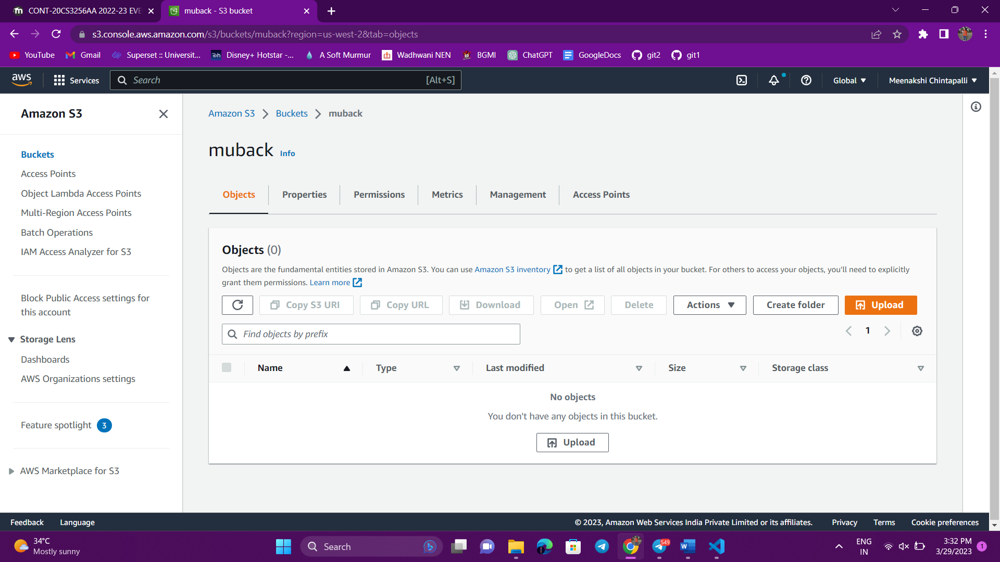 CONT-20CS3256AA 2022-23 EVE
muback - S3 bucket
s3.console.aws.amazon.com/s3/buckets/muback?region=us-west-2&tab=objects
YouTube
Gmail
Superset :: Universit...
Disney+ Hotstar -...
A Soft Murmur
Wadhwani NEN
BGMI
ChatGPT
GoogleDocs
git2
git1
aws
Services
Search
[Alt+S]
Global
Meenakshi Chintapalli
Amazon S3
Buckets
Access Points
Object Lambda Access Points
Multi-Region Access Points
Batch Operations
IAM Access Analyzer for S3
Block Public Access settings for
this account
Storage Lens
Dashboards
AWS Organizations settings
Feature spotlight 3
AWS Marketplace for S3
Amazon S3 > Buckets > muback
muback Info
Objects
Properties
Permissions
Metrics
Management
Access Points
Objects (0)
Objects are the fundamental entities stored in Amazon S3. You can use Amazon S3 inventory to get a list of all objects in your bucket. For others to access your objects, you'll need to explicitly
grant them permissions. Learn more
Copy S3 URI
Copy URL
Download
Open
Delete
Actions
Create folder
Upload
Find objects by prefix
1
Name
Type
Last modified
Size
Storage class
No objects
You don't have any objects in this bucket.
Upload
Feedback
Language
© 2023, Amazon Web Services India Private Limited or its affiliates.
Privacy
Terms
Cookie preferences
34°C
Mostly sunny
Search
549
ENG
IN
3:32 PM
3/29/2023
1